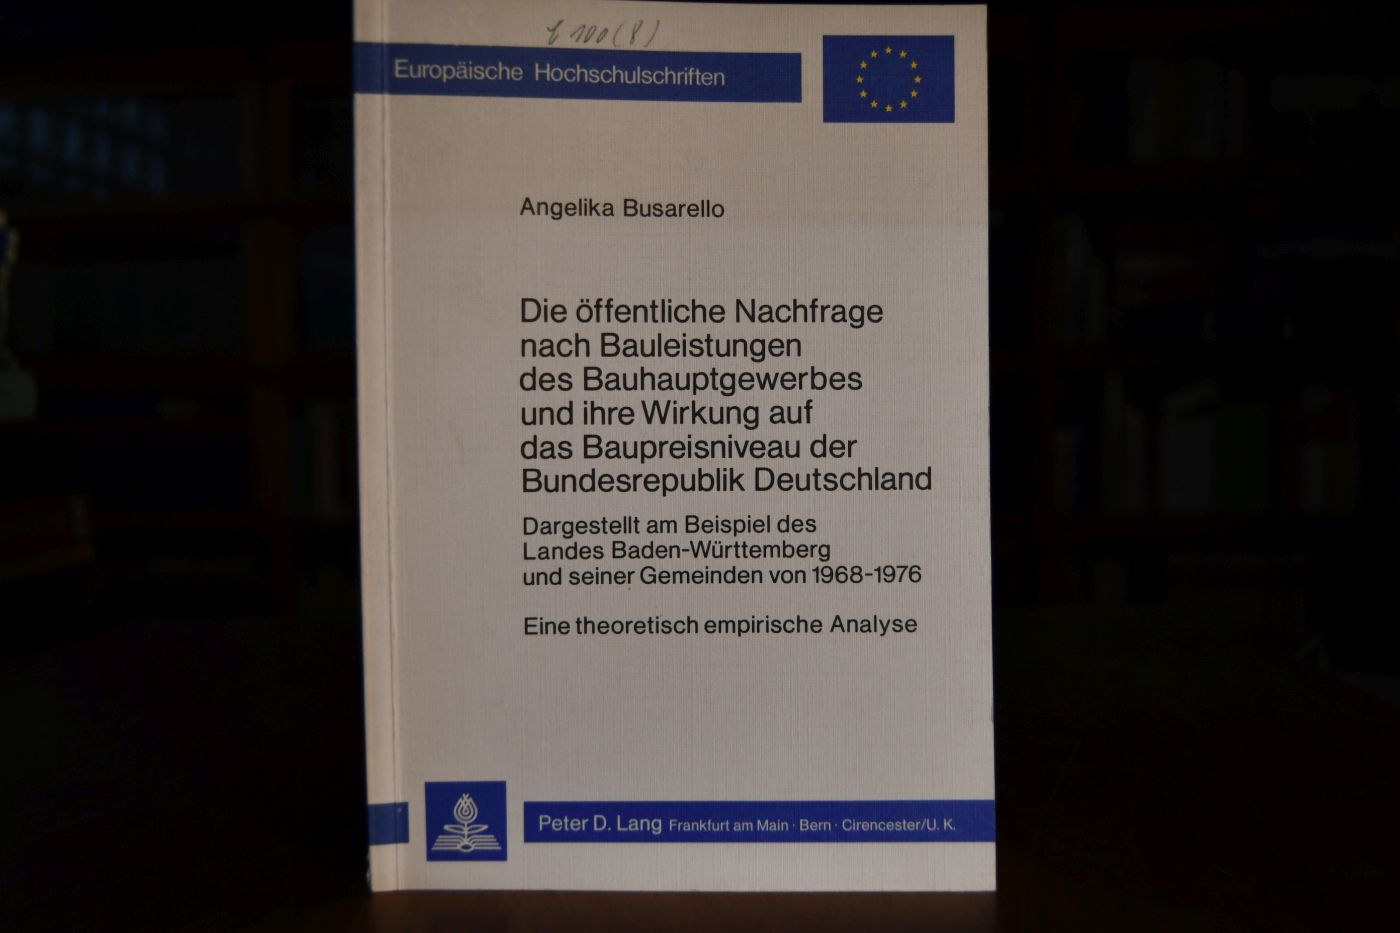 100 (8)
Europäische Hochschulschriften
Angelika Busarello
Die öffentliche Nachfrage
nach Bauleistungen
des Bauhauptgewerbes
und ihre Wirkung auf
das Baupreisniveau der
Bundesrepublik Deutschland
Dargestellt am Beispiel des
Landes Baden-Württemberg
und seiner Gemeinden von 1968-1976
Eine theoretisch empirische Analyse
Peter D. Lang Frankfurt am Main · Bern · Cirencester/U. K.